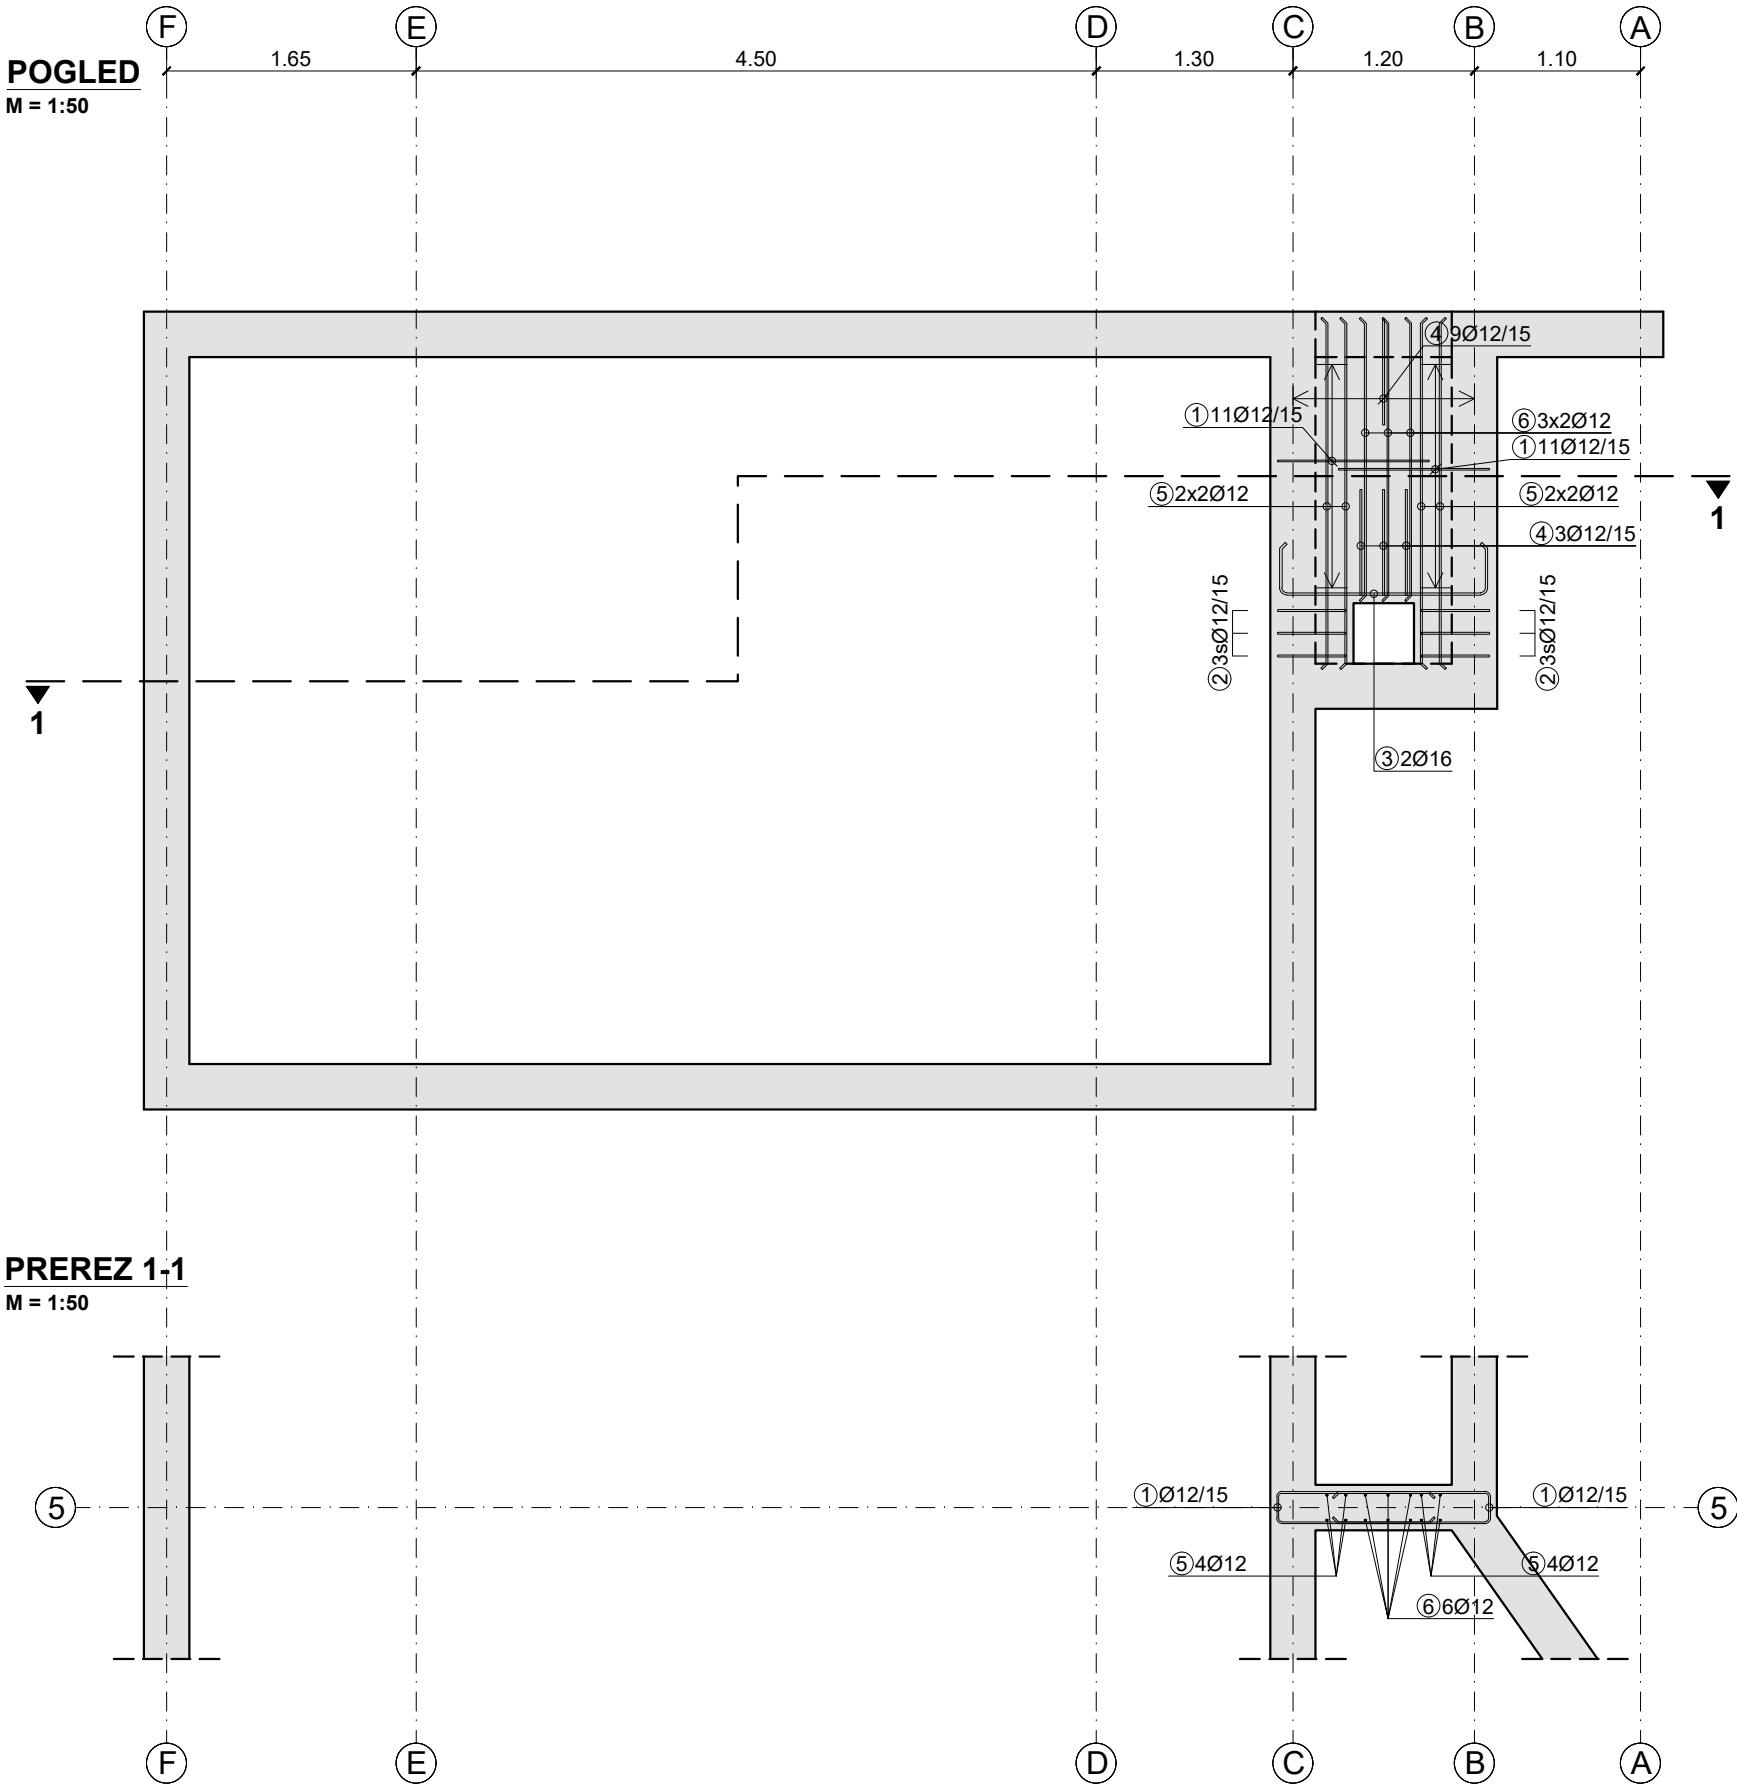 F E D C B A
1.65 4.50 1.30 1.20 1.10
POGLED
M = 1:50
④9Ø12/15
①11Ø12/15
⑥3x2Ø12
①11Ø12/15
⑤2x2Ø12
⑤2x2Ø12
1
④3Ø12/15
②3sØ12/15
②3sØ12/15
1
③2Ø16
PREREZ 1-1
M = 1:50
5
①Ø12/15
①Ø12/15
5
⑤4Ø12
⑤4Ø12
⑥6Ø12
F E D C B A